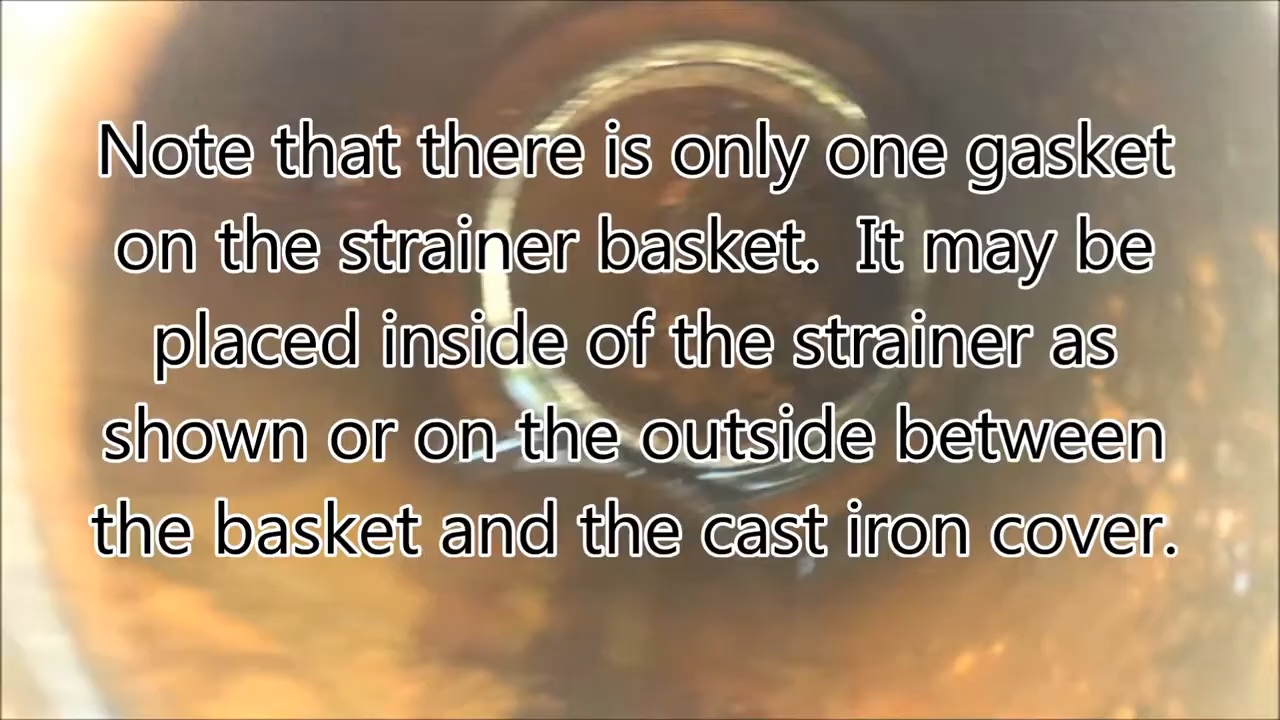 Note that there is only one gasket
on the strainer basket.  It may be
placed inside of the strainer as
shown or on the outside between
the basket and the cast iron cover.